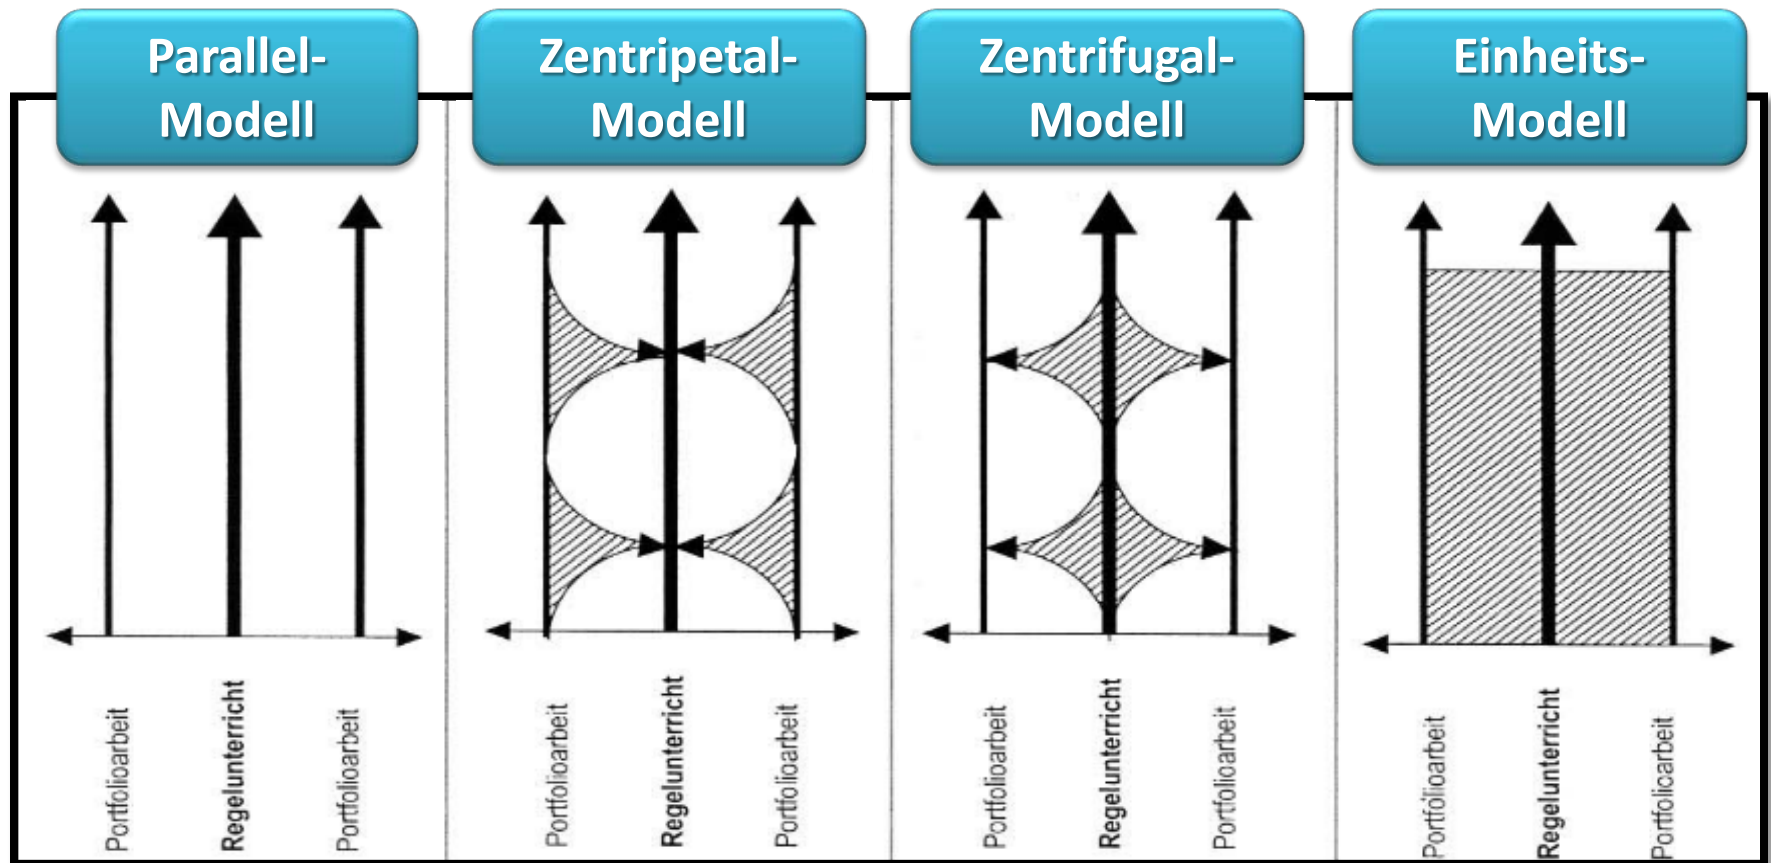 Parallel-
Modell
Zentripetal-
Modell
Zentrifugal-
Modell
Einheits-
Modell
Portfolioarbeit
Regelunterricht
Portfolioarbeit
Portfolioarbeit
Regelunterricht
Portfolioarbeit
Portfolioarbeit
Regelunterricht
Portfolioarbeit
Portfolioarbeit
Regelunterricht
Portfolioarbeit